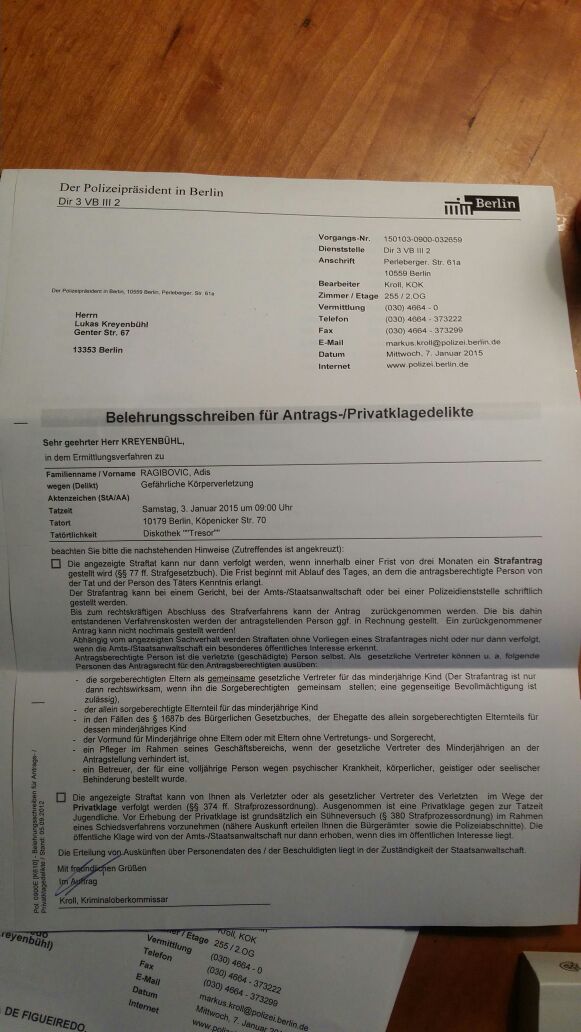 Der Polizeipräsident in Berlin
Dir 3 VB III 2
Berlin
Vorgangs-Nr. 150103-0900-032659
Dienststelle Dir 3 VB III 2
Anschrift Perleberger. Str. 61a
10559 Berlin
Bearbeiter Kroll, KOK
Zimmer / Etage 255 / 2.OG
Vermittlung (030) 4664 - 0
Telefon (030) 4664 - 373222
Fax (030) 4664 - 373299
E-Mail markus.kroll@polizei.berlin.de
Datum Mittwoch, 7. Januar 2015
Internet www.polizei.berlin.de
Der Polizeipräsident in Berlin, 10559 Berlin, Perleberger. Str. 61a
Herrn
Lukas Kreyenbühl
Genter Str. 67
13353 Berlin
Belehrungsschreiben für Antrags-/Privatklagedelikte
Sehr geehrter Herr KREYENBÜHL,
in dem Ermittlungsverfahren zu
Familienname / Vorname RAGIBOVIC, Adis
wegen (Delikt) Gefährliche Körperverletzung
Aktenzeichen (StA/AA)
Tatzeit Samstag, 3. Januar 2015 um 09:00 Uhr
Tatort 10179 Berlin, Köpenicker Str. 70
Tatörtlichkeit Diskothek ""Tresor""
beachten Sie bitte die nachstehenden Hinweise (Zutreffendes ist angekreuzt):
Die angezeigte Straftat kann nur dann verfolgt werden, wenn innerhalb einer Frist von drei Monaten ein Strafantrag
gestellt wird (§§ 77 ff. Strafgesetzbuch). Die Frist beginnt mit Ablauf des Tages, an dem die antragsberechtigte Person von
der Tat und der Person des Täters Kenntnis erlangt.
Der Strafantrag kann bei einem Gericht, bei der Amts-/Staatsanwaltschaft oder bei einer Polizeidienststelle schriftlich
gestellt werden.
Bis zum rechtskräftigen Abschluss des Strafverfahrens kann der Antrag zurückgenommen werden. Die bis dahin
entstandenen Verfahrenskosten werden der antragstellenden Person ggf. in Rechnung gestellt. Ein zurückgenommener
Antrag kann nicht nochmals gestellt werden!
Abhängig vom angezeigten Sachverhalt werden Straftaten ohne Vorliegen eines Strafantrages nicht oder nur dann verfolgt,
wenn die Amts-/Staatsanwaltschaft ein besonderes öffentliches Interesse erkennt.
Antragsberechtigte Person ist die verletzte (geschädigte) Person selbst. Als gesetzliche Vertreter können u. a. folgende
Personen das Antragsrecht für den Antragsberechtigten ausüben:
- die sorgeberechtigten Eltern als gemeinsame gesetzliche Vertreter für das minderjährige Kind (Der Strafantrag ist nur
dann rechtswirksam, wenn ihn die Sorgeberechtigten gemeinsam stellen; eine gegenseitige Bevollmächtigung ist
zulässig),
- der allein sorgeberechtigte Elternteil für das minderjährige Kind
- in den Fällen des § 1687b des Bürgerlichen Gesetzbuches, der Ehegatte des allein sorgeberechtigten Elternteils für
dessen minderjähriges Kind
- der Vormund für Minderjährige ohne Eltern oder mit Eltern ohne Vertretungs- und Sorgerecht,
- ein Pfleger im Rahmen seines Geschäftsbereichs, wenn der gesetzliche Vertreter des Minderjährigen an der
Antragstellung verhindert ist,
- ein Betreuer, der für eine volljährige Person wegen psychischer Krankheit, körperlicher, geistiger oder seelischer
Behinderung bestellt wurde.
Die angezeigte Straftat kann von Ihnen als Verletzter oder als gesetzlicher Vertreter des Verletzten im Wege der
Privatklage verfolgt werden (§§ 374 ff. Strafprozessordnung). Ausgenommen ist eine Privatklage gegen zur Tatzeit
Jugendliche. Vor Erhebung der Privatklage ist grundsätzlich ein Sühneversuch (§ 380 Strafprozessordnung) im Rahmen
eines Schiedsverfahrens vorzunehmen (nähere Auskunft erteilen Ihnen die Bürgerämter sowie die Polizeiabschnitte). Die
öffentliche Klage wird von der Amts-/Staatsanwaltschaft nur dann erhoben, wenn dies im öffentlichen Interesse liegt.
Die Erteilung von Auskünften über Personendaten des / der Beschuldigten liegt in der Zuständigkeit der Staatsanwaltschaft.
Mit freundlichen Grüßen
Im Auftrag
Kroll, Kriminaloberkommissar
Pol. 0900E [K610] - Belehrungsschreiben für Antrags- /
Privatklagedelikte / Stand: 05.09.2012
reyenbühl)
DE FIGUEIREDO,
Kroll, KOK
/ Etage 255 / 2.OG
Vermittlung (030) 4664 - 0
Telefon (030) 4664 - 373222
Fax (030) 4664 - 373299
E-Mail markus.kroll@polizei.berlin.de
Datum Mittwoch, 7. Januar 2015
Internet